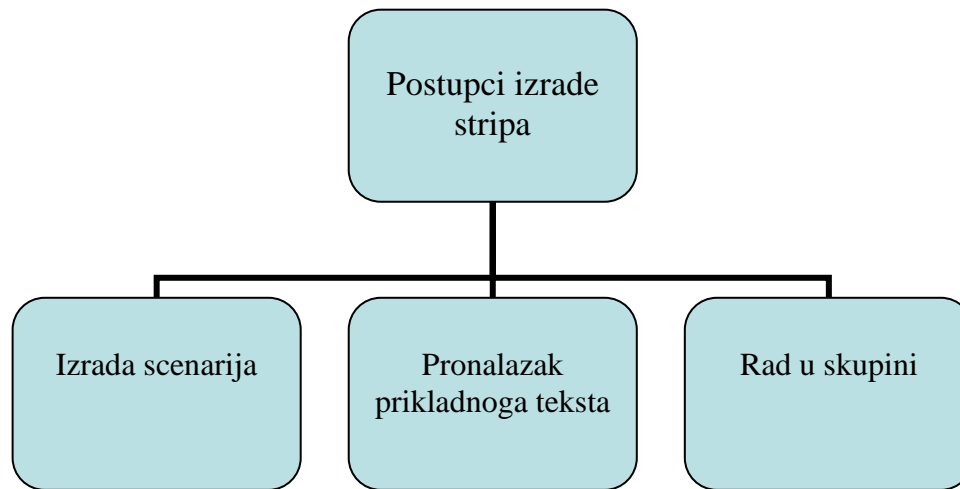 Postupci izrade
stripa
Izrada scenarija
Pronalazak
prikladnoga teksta
Rad u skupini